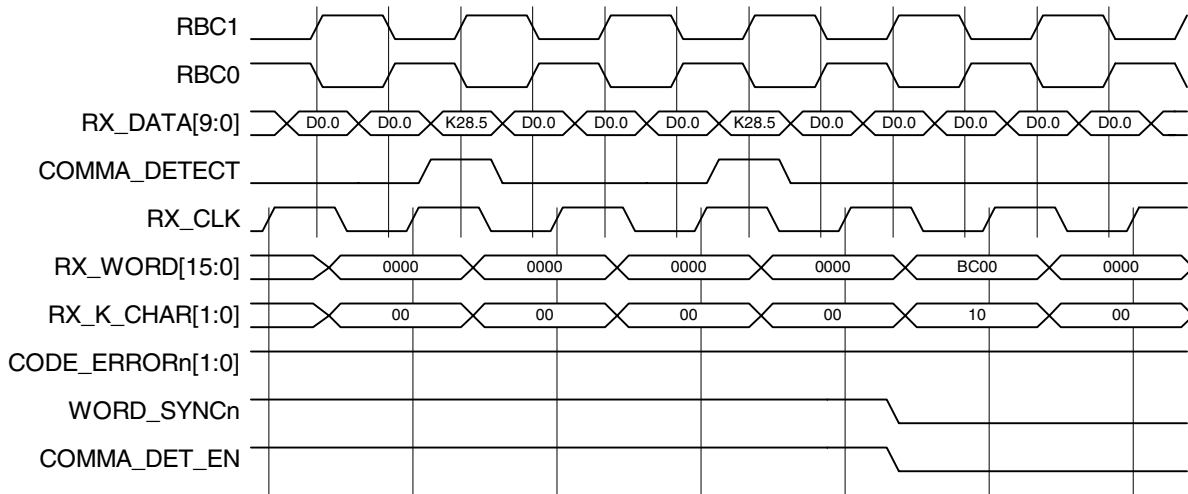 RBC1
RBC0
RX_DATA[9:0] D0.0 D0.0 K28.5 D0.0 D0.0 D0.0 K28.5 D0.0 D0.0 D0.0 D0.0 D0.0
COMMA_DETECT
RX_CLK
RX_WORD[15:0] 0000 0000 0000 0000 BC00 0000
RX_K_CHAR[1:0] 00 00 00 00 10 00
CODE_ERRORn[1:0]
WORD_SYNCn
COMMA_DET_EN